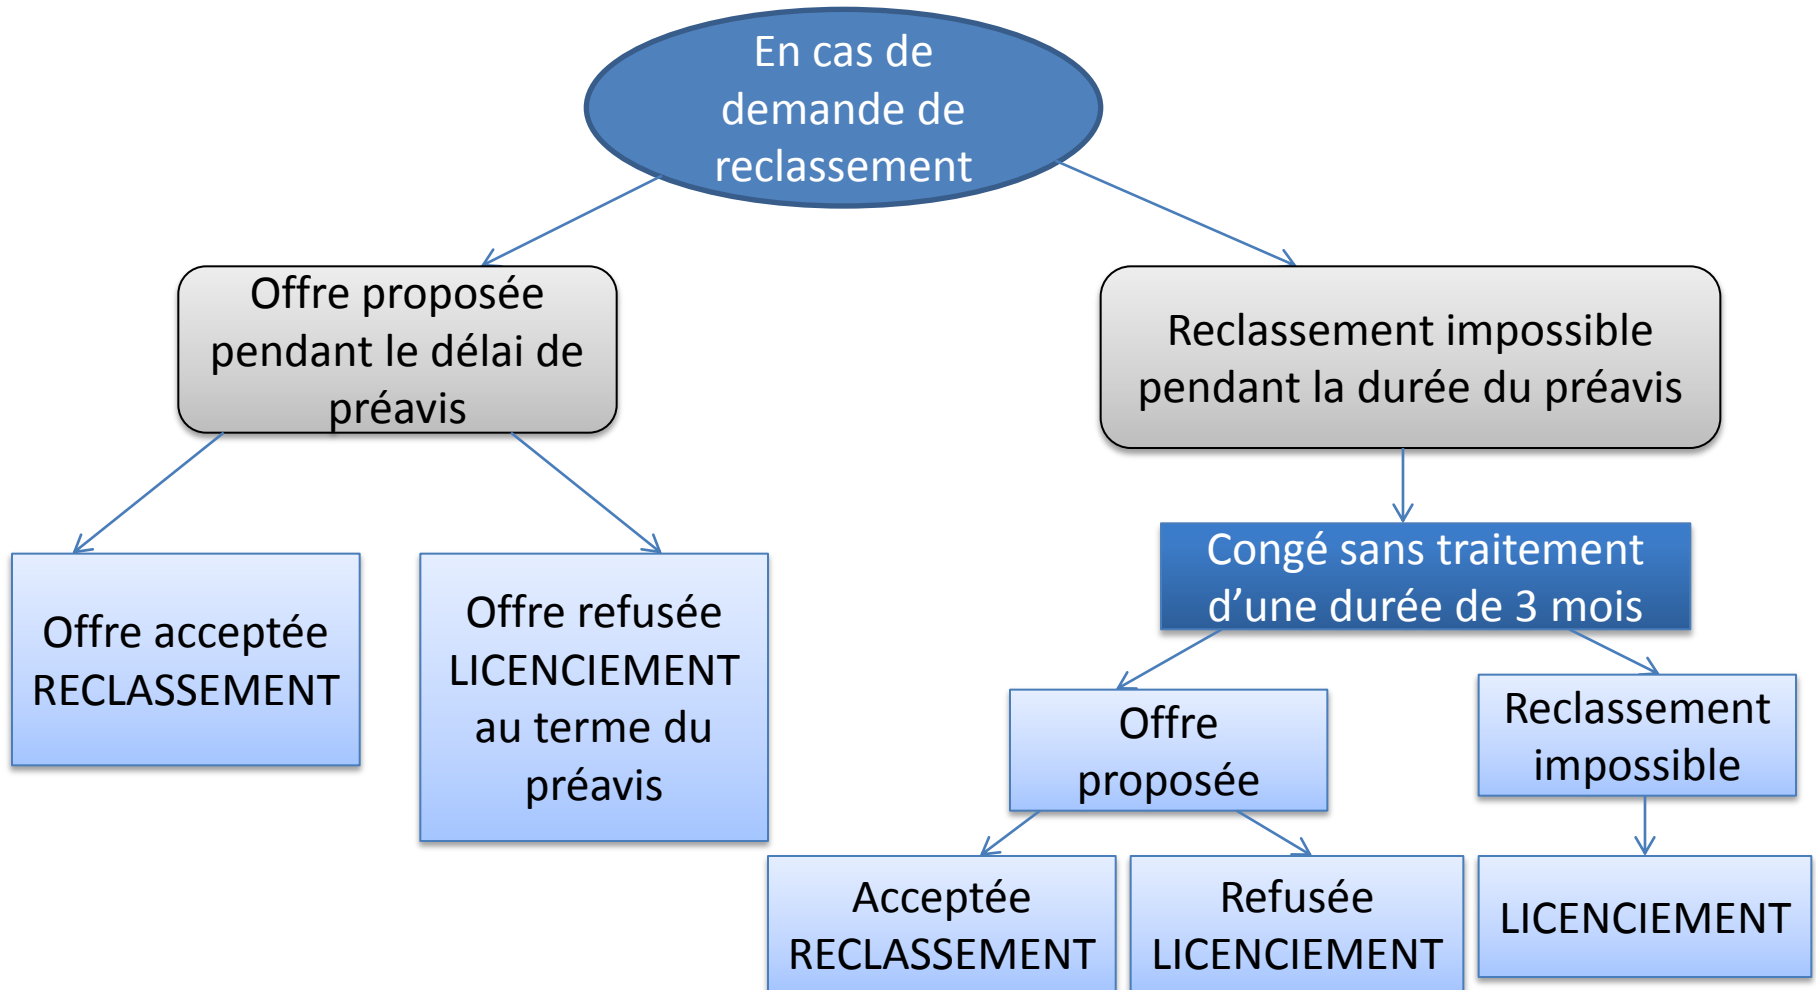 En cas de
demande de
reclassement
Offre proposée
pendant le délai de
préavis
Reclassement impossible
pendant la durée du préavis
Offre acceptée
RECLASSEMENT
Offre refusée
LICENCIEMENT
au terme du
préavis
Congé sans traitement
d’une durée de 3 mois
Offre
proposée
Reclassement
impossible
Acceptée
RECLASSEMENT
Refusée
LICENCIEMENT
LICENCIEMENT